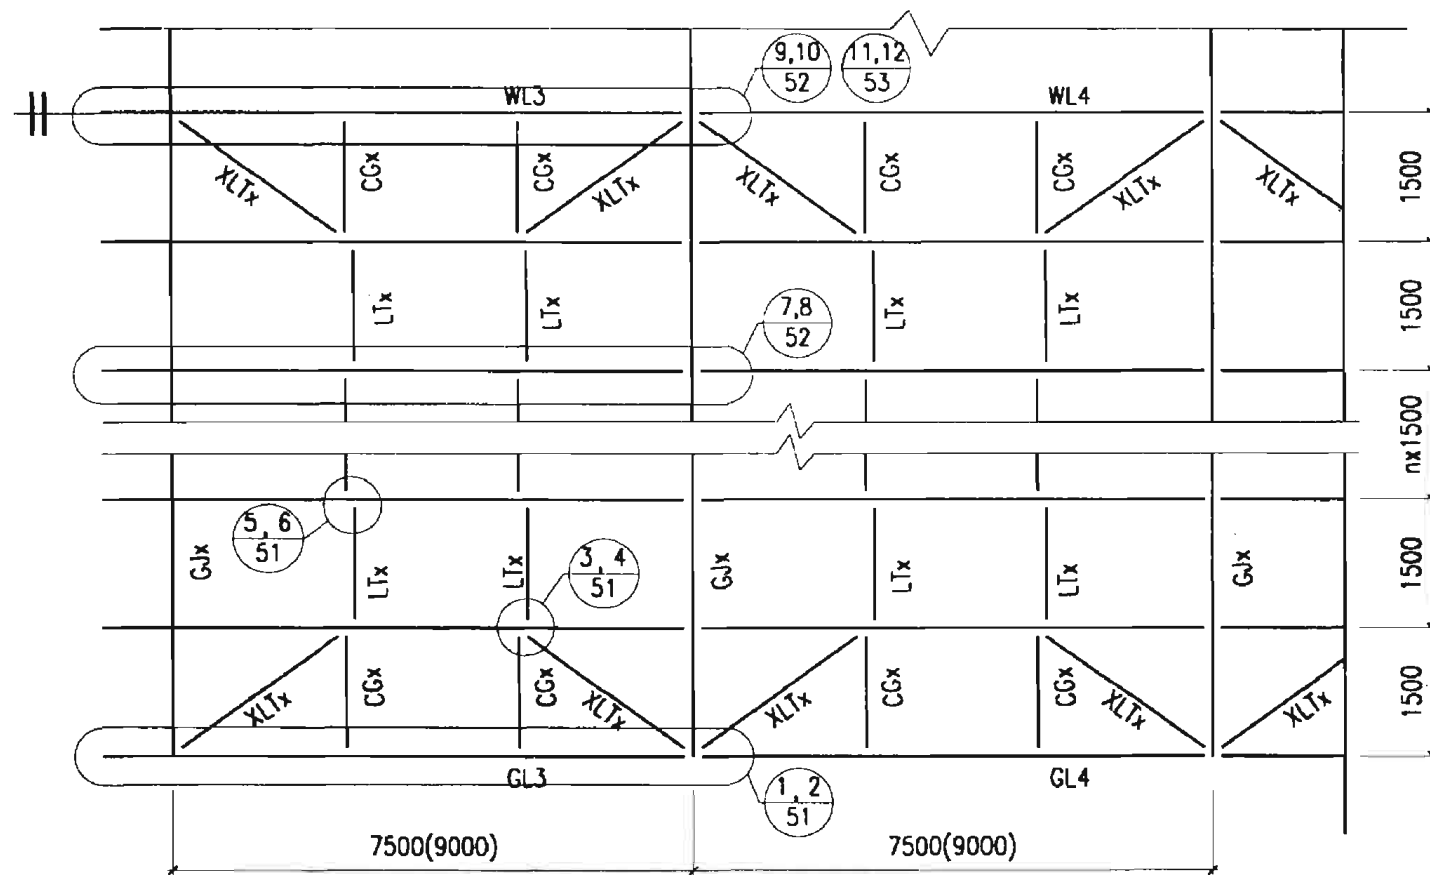 9,10
52
11,12
53
WL3
WL4
XLTx
CGx
CGx
XLTx
XLTx
CGx
CGx
XLTx
XLTx
1500
LTx
LTx
LTx
LTx
1500
7,8
52
nx1500
5, 6
51
3, 4
51
GJx
LTx
LTx
GJx
LTx
LTx
GJx
1500
XLTx
CGx
CGx
XLTx
XLTx
CGx
CGx
XLTx
XLTx
1500
GL3
GL4
1, 2
51
7500(9000)
7500(9000)